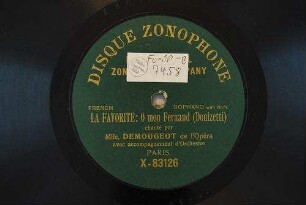 DISQUE ZONOPHONE
ZON
PANY
FRENCH
SOPRANO
LA FAVORITE: O mon Fernand (Donizetti)
chanté par
Mlle. DEMOUGEOT de l'Opéra
avec accompagnement d'Orchestre
PARIS
X-83126